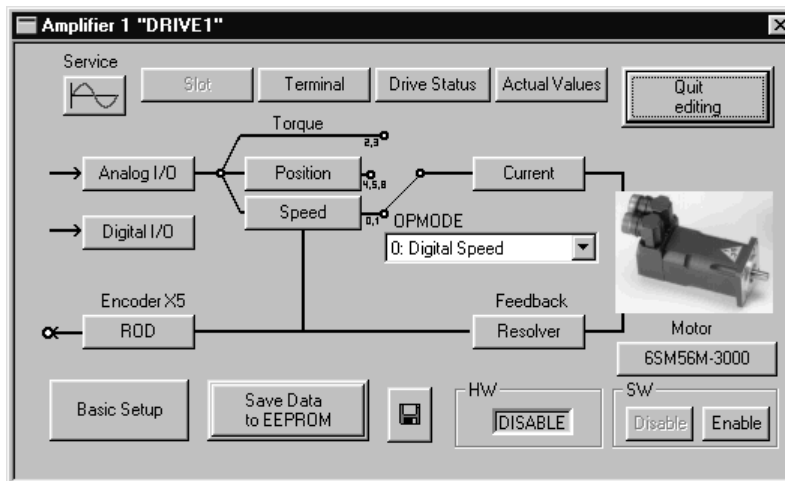 Amplifier 1 "DRIVE1"
Service
Slot
Terminal
Drive Status
Actual Values
Quit
editing
Torque
2,3
Analog I/O
Position
4,5,8
Current
Speed
0,1
Digital I/O
OPMODE
0: Digital Speed
Encoder X5
ROD
Feedback
Resolver
Motor
6SM56M-3000
Basic Setup
Save Data
to EEPROM
HW
DISABLE
SW
Disable
Enable